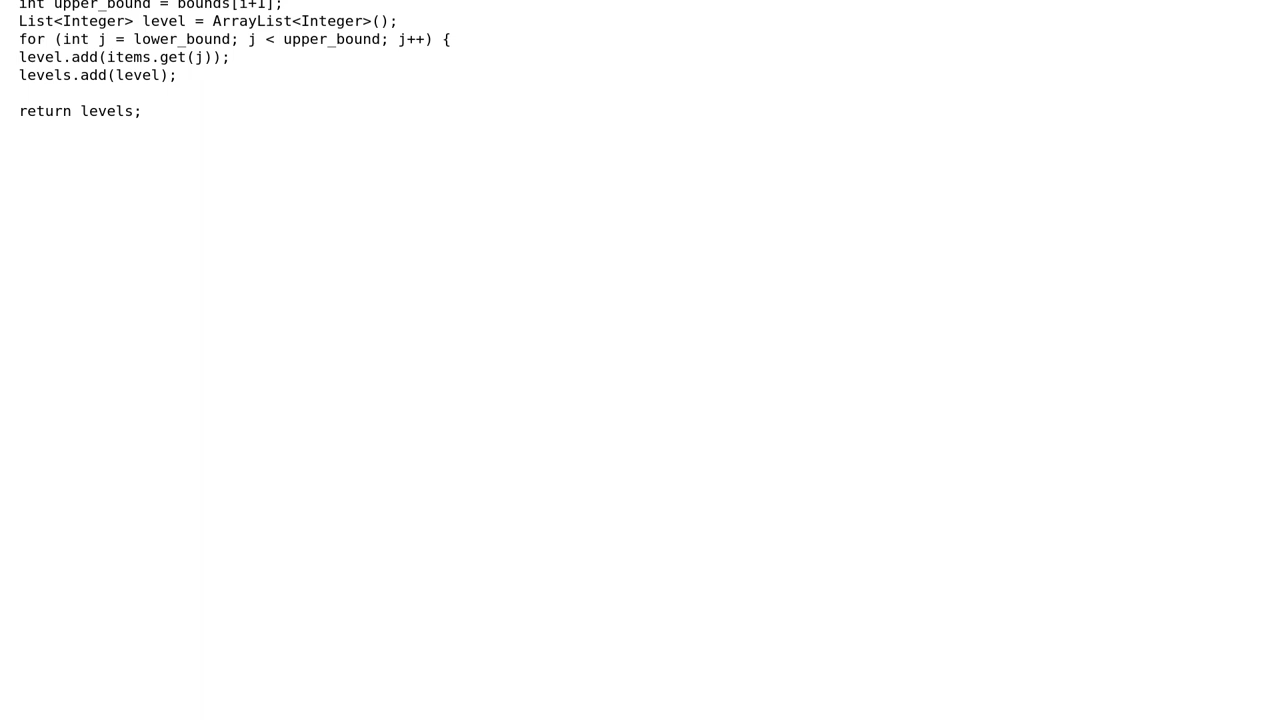 int upper_bound = bounds[i+1];
List<Integer> level = ArrayList<Integer>();
for (int j = lower_bound; j < upper_bound; j++) {
level.add(items.get(j));
levels.add(level);
return levels;